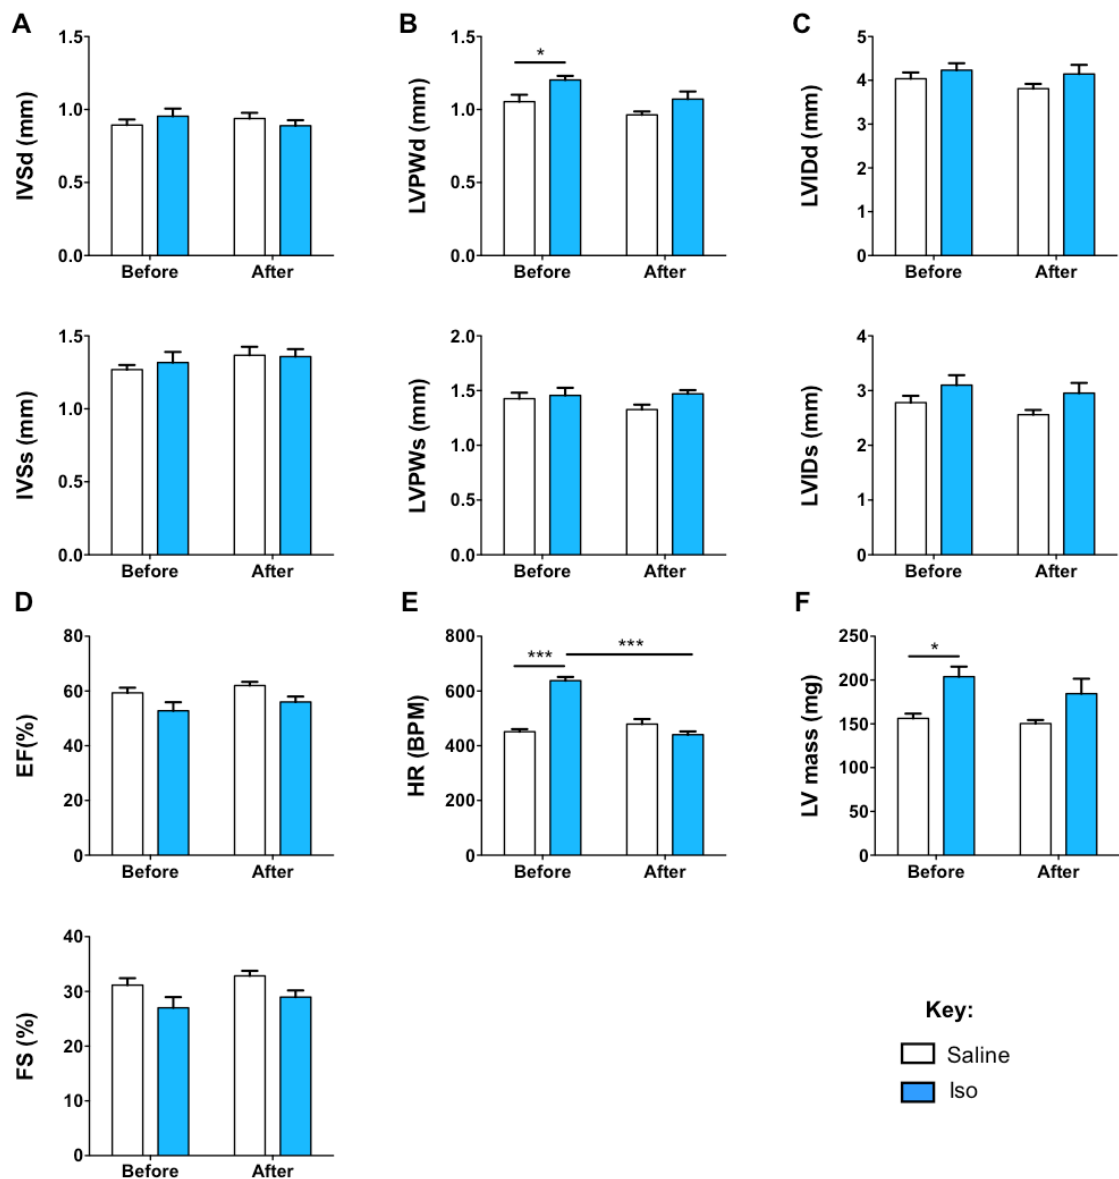 A
B
C
1.5
1.0
0.5
0.0
IVSd (mm)
Before
After
1.5
1.0
0.5
0.0
LVPWd (mm)
*
Before
After
5
4
3
2
1
0
LVIDd (mm)
Before
After
1.5
1.0
0.5
0.0
IVSs (mm)
Before
After
2.0
1.5
1.0
0.5
0.0
LVPWs (mm)
Before
After
4
3
2
1
0
LVIDs (mm)
Before
After
D
E
F
80
60
40
20
0
EF(%)
Before
After
800
600
400
200
0
HR (BPM)
***
***
Before
After
250
200
150
100
50
0
LV mass (mg)
*
Before
After
40
30
20
10
0
FS (%)
Before
After
Key:
Saline
Iso